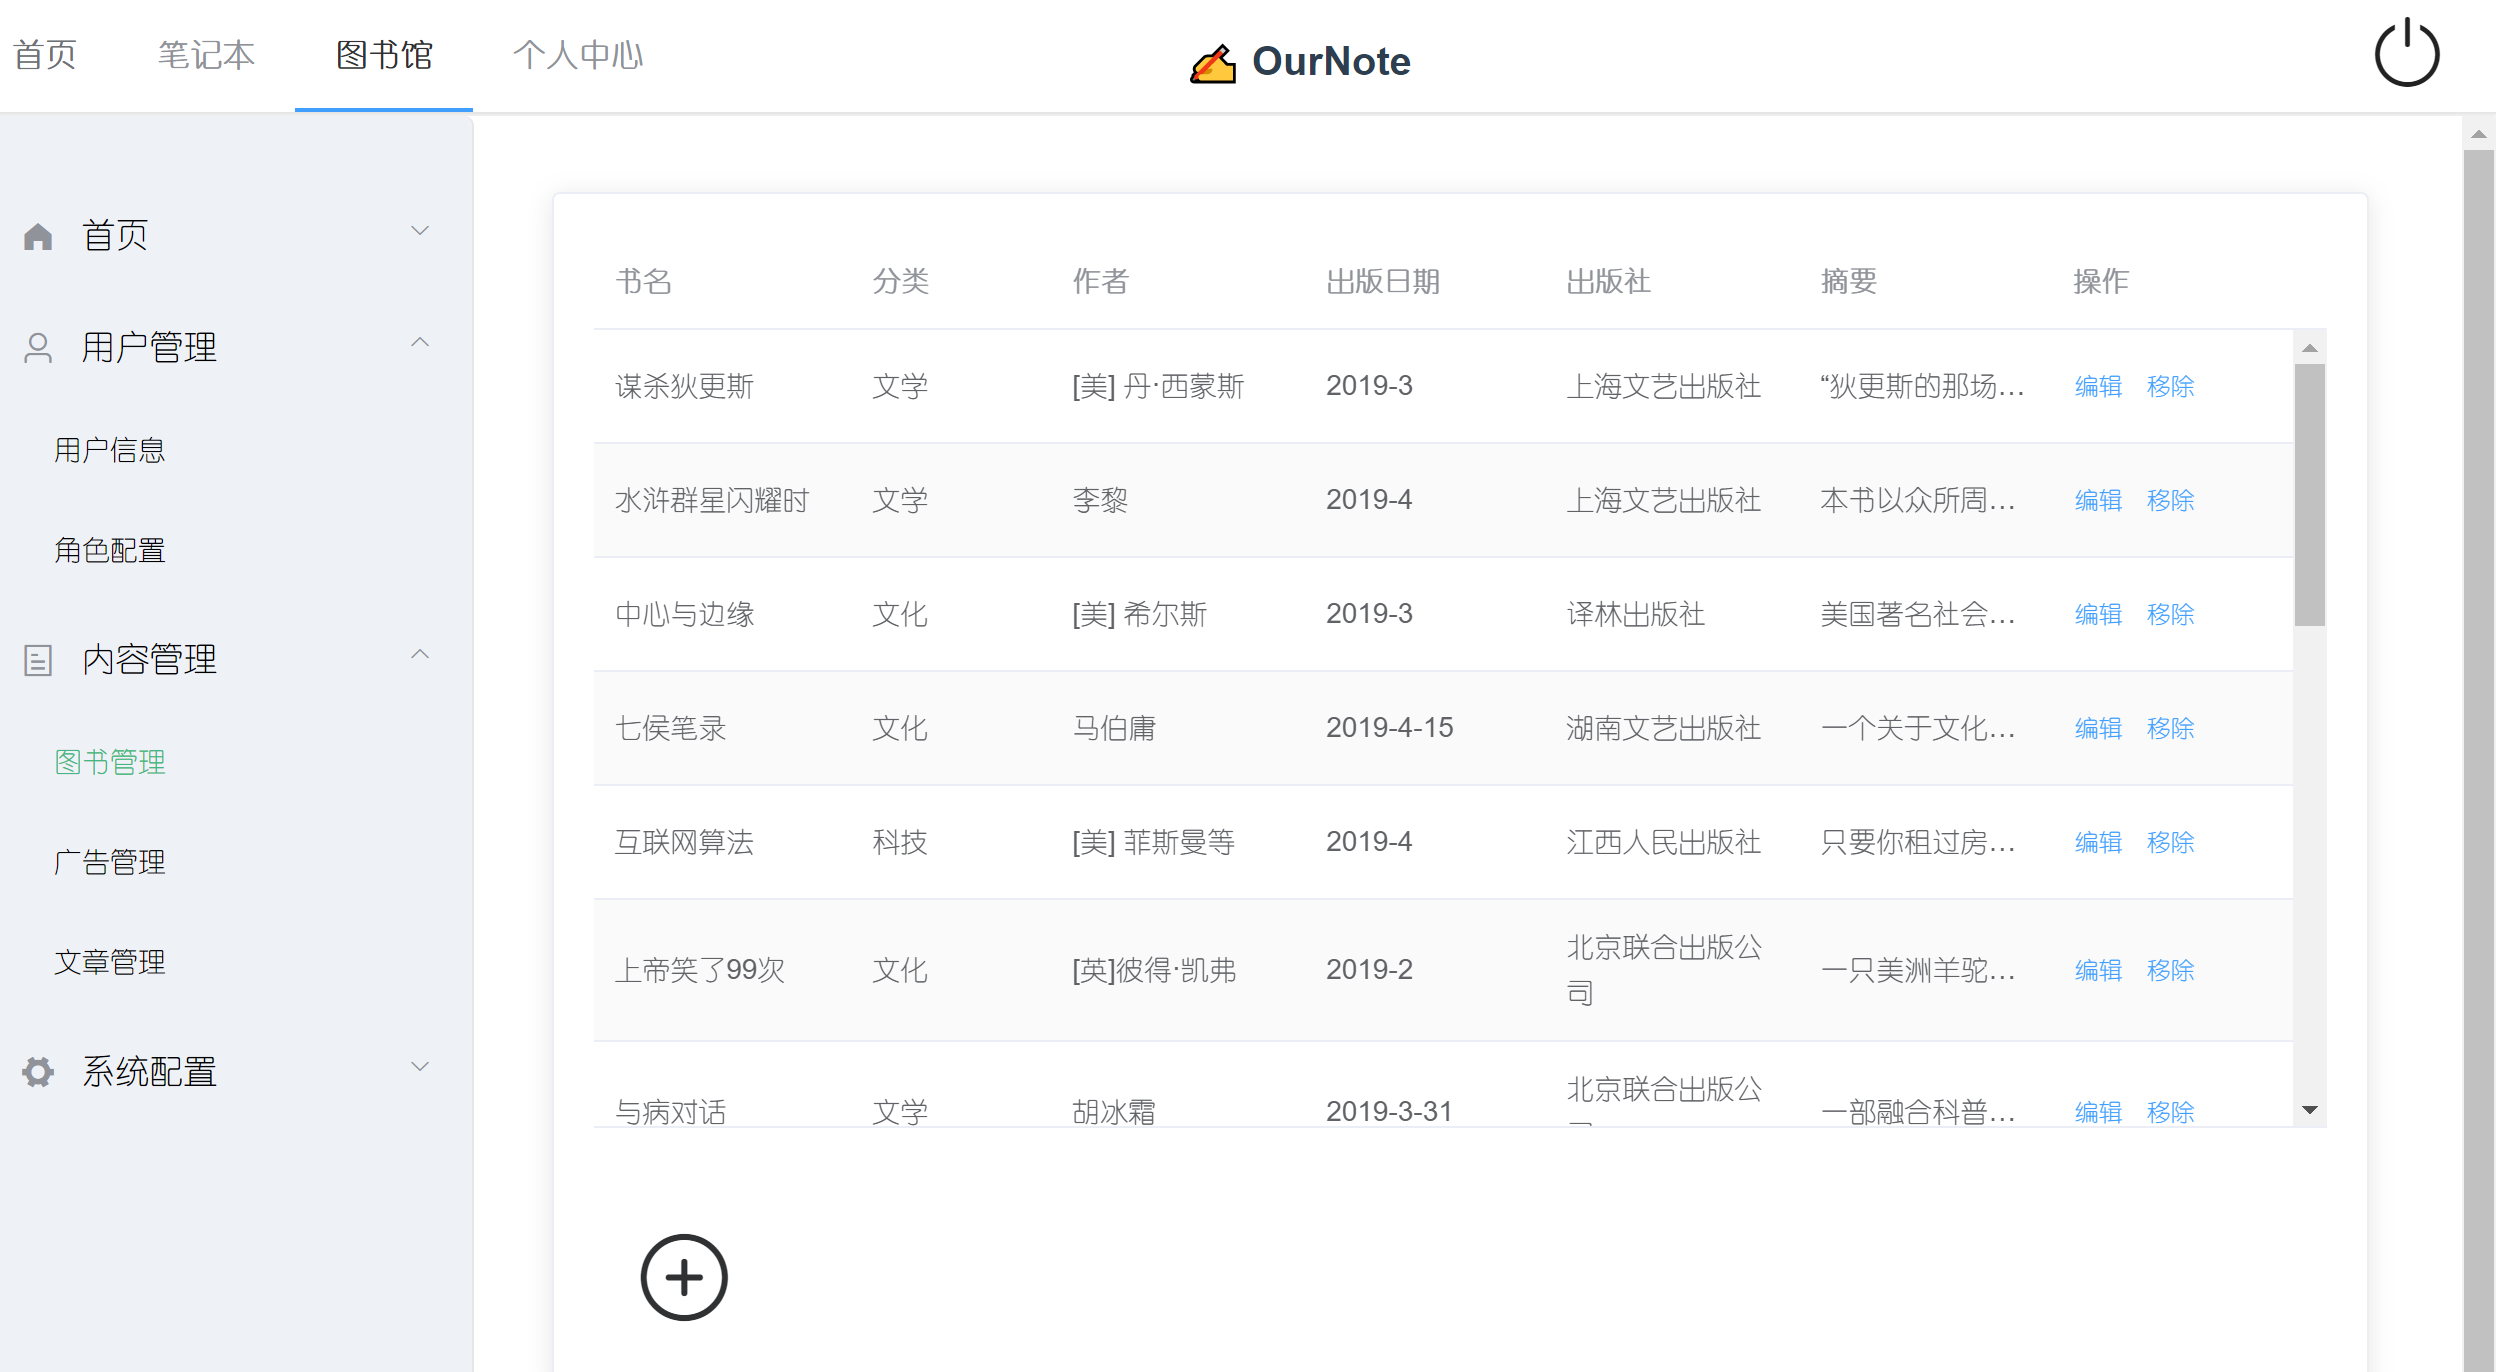 首页 笔记本 图书馆 个人中心 OurNote
首页
用户管理
用户信息
角色配置
内容管理
图书管理
广告管理
文章管理
系统配置
书名 分类 作者 出版日期 出版社 摘要 操作
谋杀狄更斯 文学 [美] 丹·西蒙斯 2019-3 上海文艺出版社 “狄更斯的那场... 编辑 移除
水浒群星闪耀时 文学 李黎 2019-4 上海文艺出版社 本书以众所周... 编辑 移除
中心与边缘 文化 [美] 希尔斯 2019-3 译林出版社 美国著名社会... 编辑 移除
七侯笔录 文化 马伯庸 2019-4-15 湖南文艺出版社 一个关于文化... 编辑 移除
互联网算法 科技 [美] 菲斯曼等 2019-4 江西人民出版社 只要你租过房... 编辑 移除
上帝笑了99次 文化 [英]彼得·凯弗 2019-2 北京联合出版公
司 一只美洲羊驼... 编辑 移除
与病对话 文学 胡冰霜 2019-3-31 北京联合出版公 一部融合科普... 编辑 移除